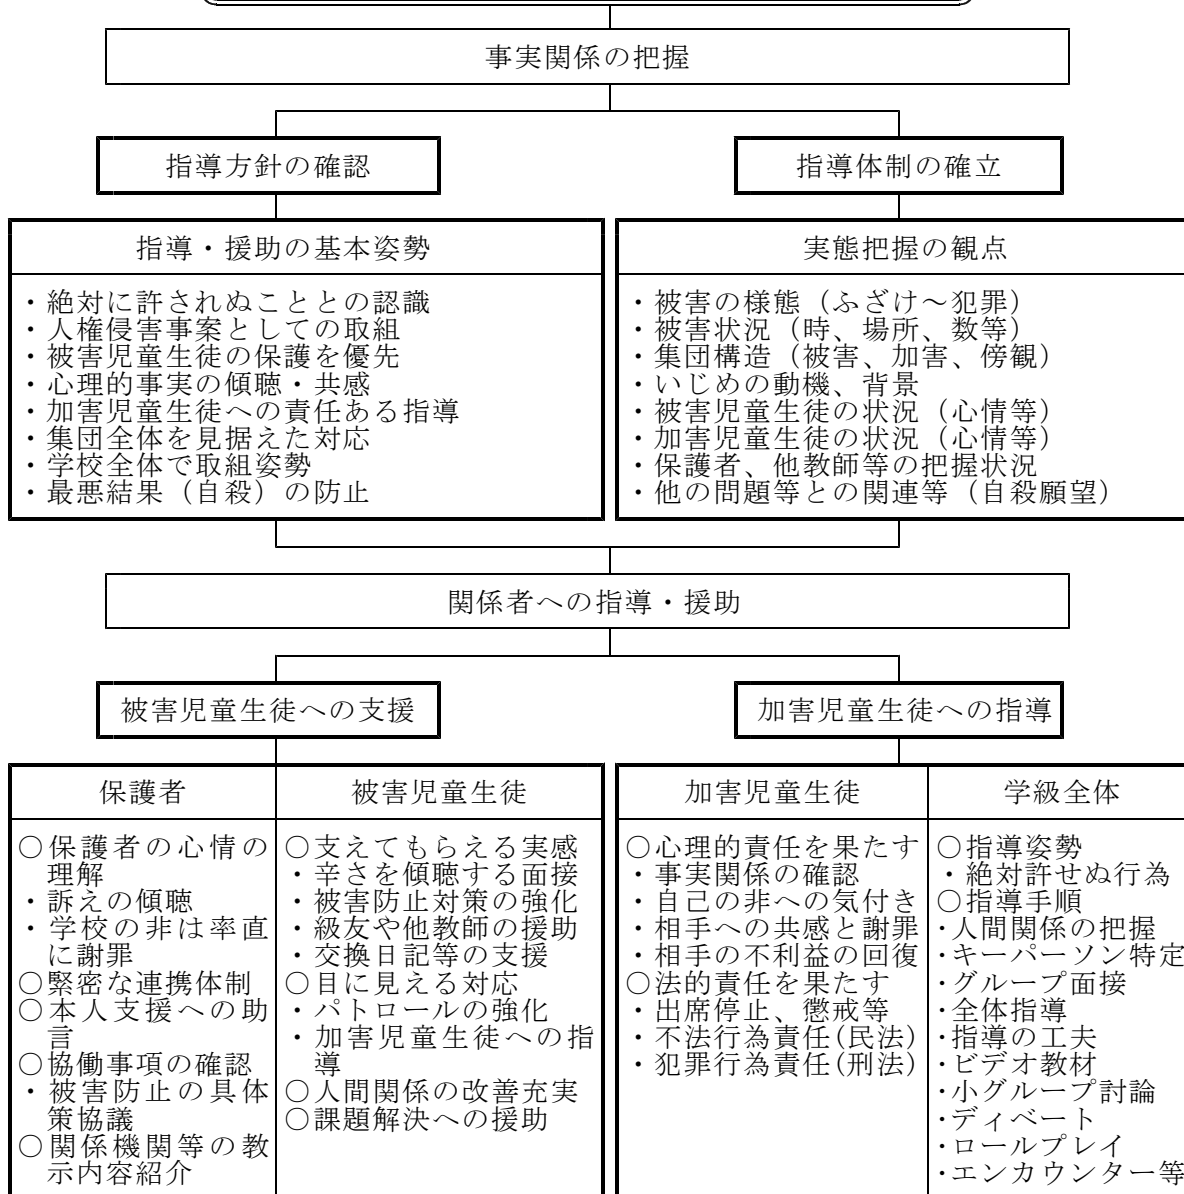 事実関係の把握
指導方針の確認
指導体制の確立
指導・援助の基本姿勢
・絶対に許されぬこととの認識
・人権侵害事案としての取組
・被害児童生徒の保護を優先
・心理的事実の傾聴・共感
・加害児童生徒への責任ある指導
・集団全体を見据えた対応
・学校全体で取組姿勢
・最悪結果（自殺）の防止
実態把握の観点
・被害の様態（ふざけ～犯罪）
・被害状況（時、場所、数等）
・集団構造（被害、加害、傍観）
・いじめの動機、背景
・被害児童生徒の状況（心情等）
・加害児童生徒の状況（心情等）
・保護者、他教師等の把握状況
・他の問題等との関連等（自殺願望）
関係者への指導・援助
被害児童生徒への支援
加害児童生徒への指導
保護者
○保護者の心情の
理解
・訴えの傾聴
・学校の非は率直
に謝罪
○緊密な連携体制
○本人支援への助
言
○協働事項の確認
・被害防止の具体
策協議
○関係機関等の教
示内容紹介
被害児童生徒
○支えてもらえる実感
・辛さを傾聴する面接
・被害防止対策の強化
・級友や他教師の援助
・交換日記等の支援
○目に見える対応
・パトロールの強化
・加害児童生徒への指
導
○人間関係の改善充実
○課題解決への援助
加害児童生徒
○心理的責任を果たす
・事実関係の確認
・自己の非への気付き
・相手への共感と謝罪
・相手の不利益の回復
○法的責任を果たす
・出席停止、懲戒等
・不法行為責任(民法)
・犯罪行為責任(刑法)
学級全体
○指導姿勢
・絶対許せぬ行為
○指導手順
・人間関係の把握
・キーパーソン特定
・グループ面接
・全体指導
・指導の工夫
・ビデオ教材
・小グループ討論
・ディベート
・ロールプレイ
・エンカウンター等